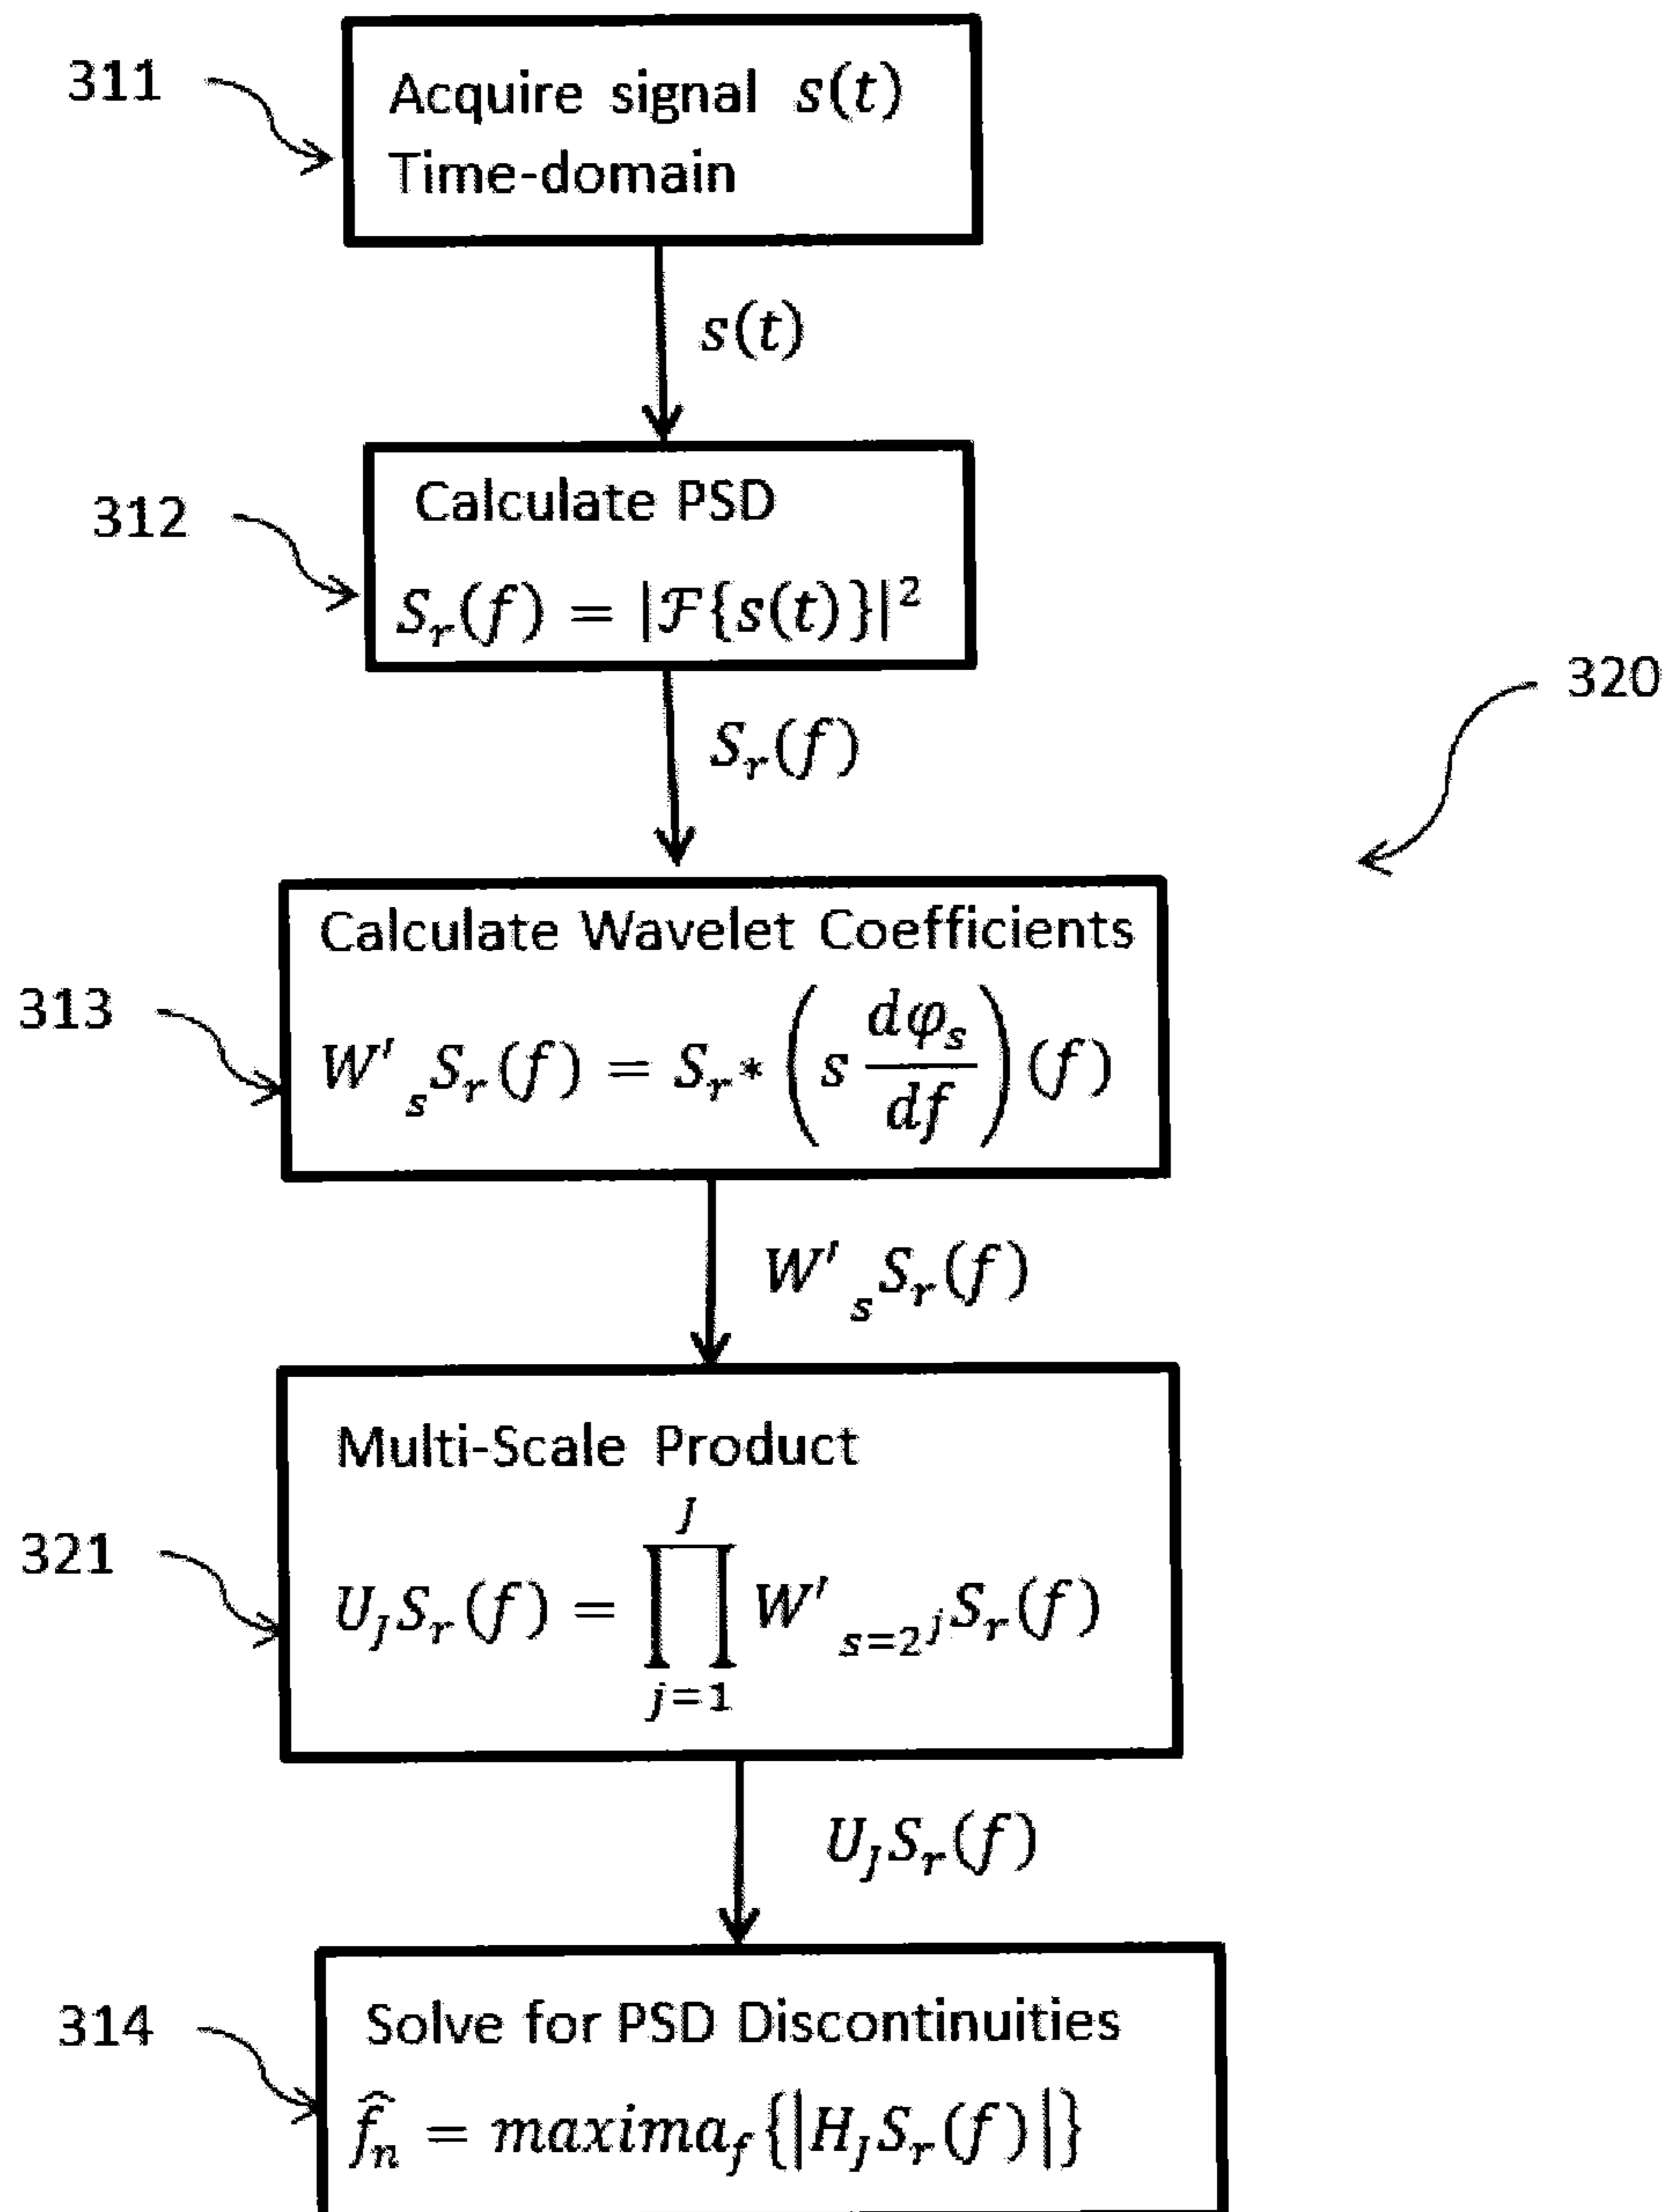 311
Acquire signal s(t)
Time-domain
s(t)
312
Calculate PSD
S_r(f) = |ℱ{s(t)}|²
320
S_r(f)
Calculate Wavelet Coefficients
313
W'_s S_r(f) = S_r * (s dφ_s/df)(f)
W'_s S_r(f)
Multi-Scale Product
321
U_J S_r(f) = ∏_{j=1}^{J} W'_{s=2^j} S_r(f)
U_J S_r(f)
314
Solve for PSD Discontinuities
f̂_n = maxima_f{|H_J S_r(f)|}